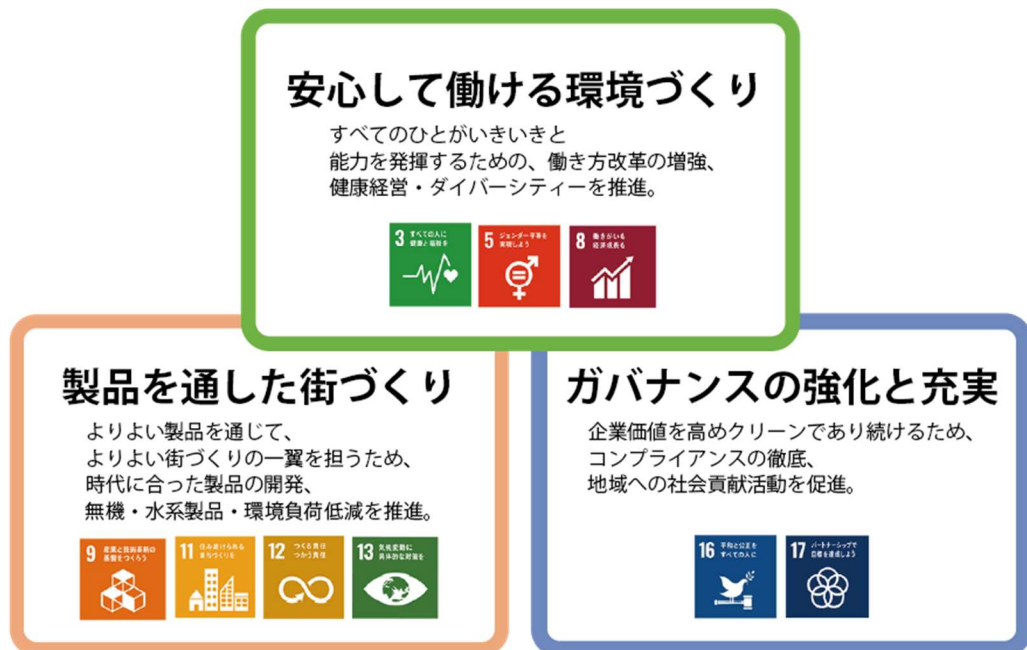 安心して働ける環境づくり
すべてのひとがいきいきと
能力を発揮するための、働き方改革の増強、
健康経営・ダイバーシティーを推進。
3 すべての人に
健康と福祉を
5 ジェンダー平等を
実現しよう
8 働きがいも
経済成長も
製品を通した街づくり
よりよい製品を通じて、
よりよい街づくりの一翼を担うため、
時代に合った製品の開発、
無機・水系製品・環境負荷低減を推進。
9 産業と技術革新の
基盤をつくろう
11 住み続けられる
まちづくりを
12 つくる責任
つかう責任
13 気候変動に
具体的な対策を
ガバナンスの強化と充実
企業価値を高めクリーンであり続けるため、
コンプライアンスの徹底、
地域への社会貢献活動を促進。
16 平和と公正を
すべての人に
17 パートナーシップで
目標を達成しよう